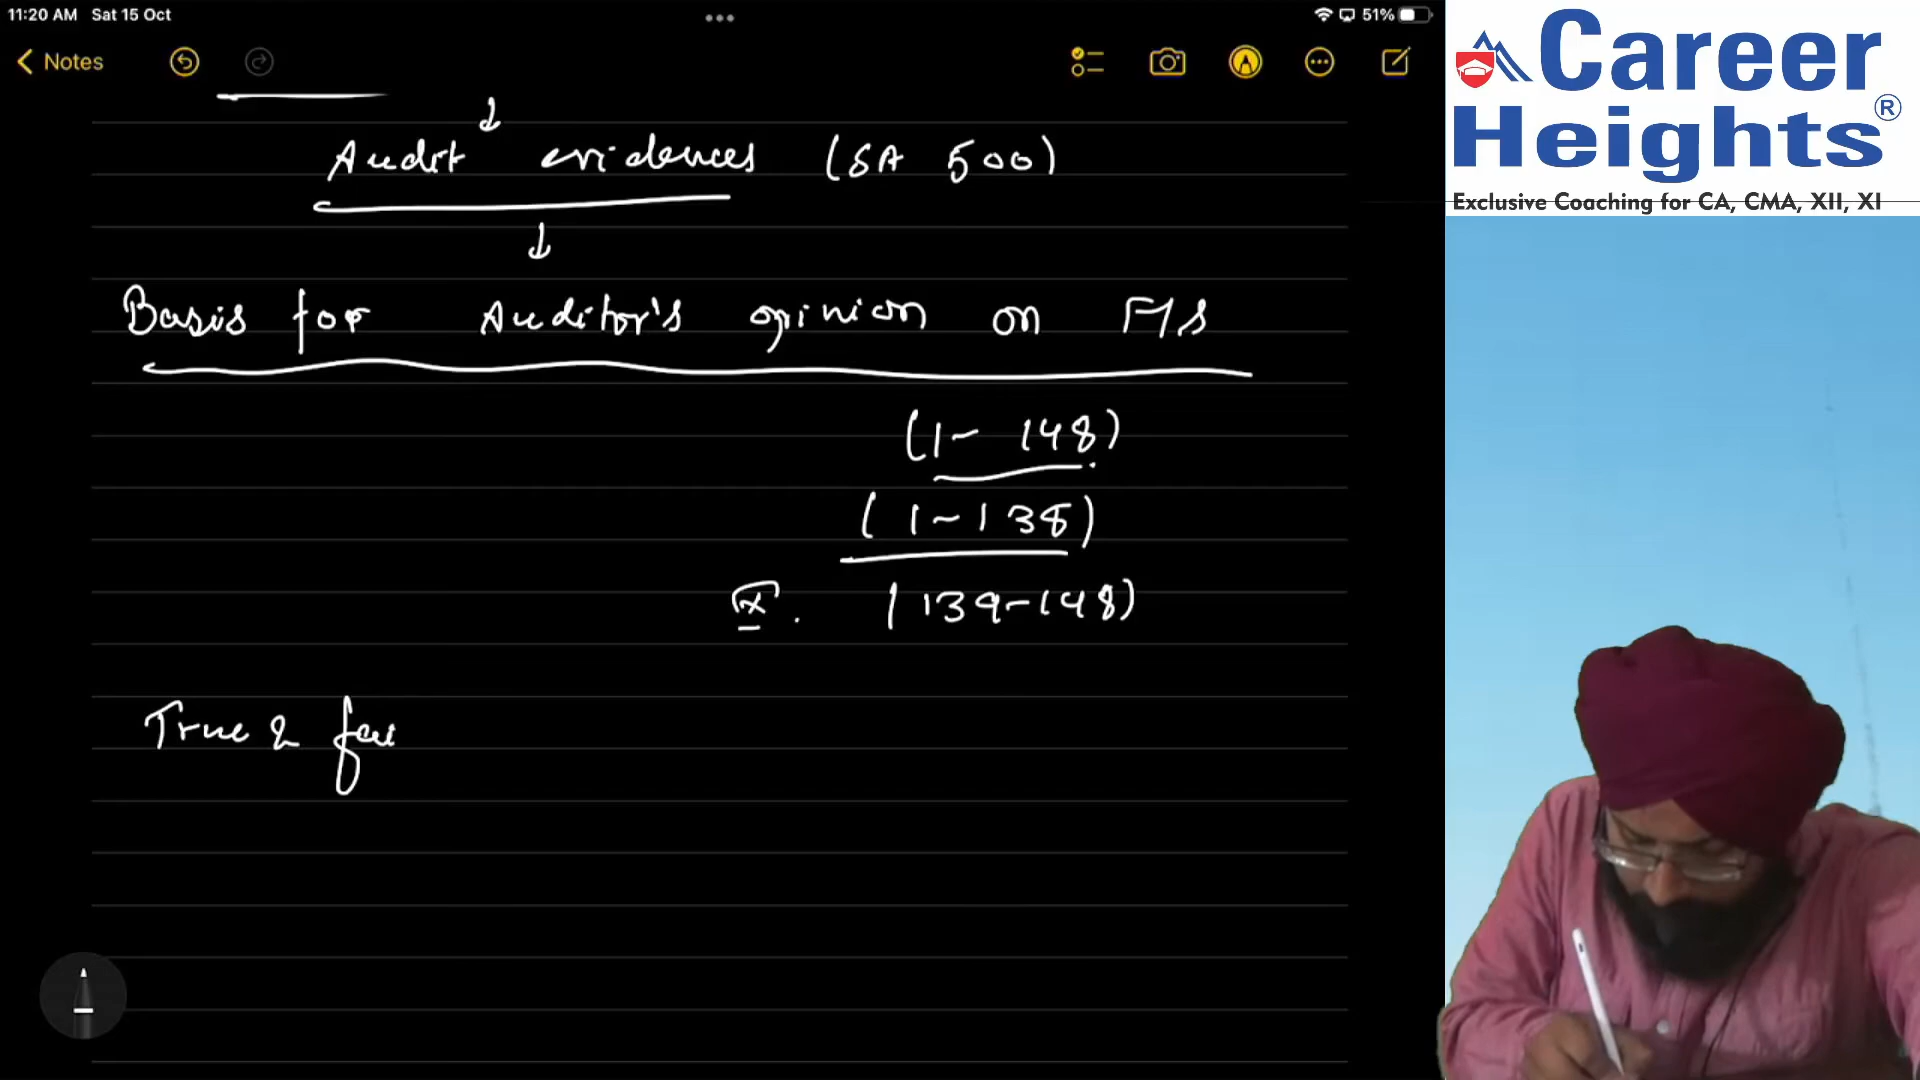 11:20 AM Sat 15 Oct
51%
Notes
Audit evidences (SA 500)
Basis for Auditor's opinion on F/S
(1- 148)
(1-138)
x. (139-148)
True & fai
Career
Heights®
Exclusive Coaching for CA, CMA, XII, XI